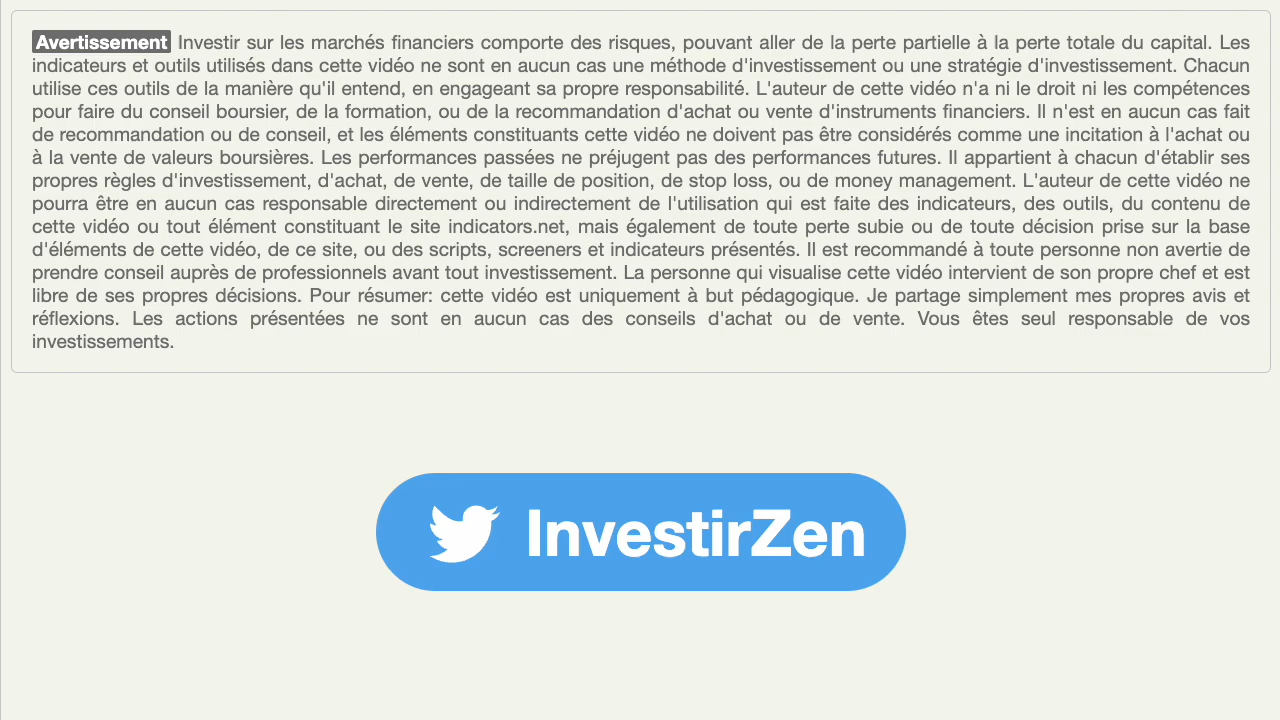 Avertissement Investir sur les marchés financiers comporte des risques, pouvant aller de la perte partielle à la perte totale du capital. Les
indicateurs et outils utilisés dans cette vidéo ne sont en aucun cas une méthode d'investissement ou une stratégie d'investissement. Chacun
utilise ces outils de la manière qu'il entend, en engageant sa propre responsabilité. L'auteur de cette vidéo n'a ni le droit ni les compétences
pour faire du conseil boursier, de la formation, ou de la recommandation d'achat ou vente d'instruments financiers. Il n'est en aucun cas fait
de recommandation ou de conseil, et les éléments constituants cette vidéo ne doivent pas être considérés comme une incitation à l'achat ou
à la vente de valeurs boursières. Les performances passées ne préjugent pas des performances futures. Il appartient à chacun d'établir ses
propres règles d'investissement, d'achat, de vente, de taille de position, de stop loss, ou de money management. L'auteur de cette vidéo ne
pourra être en aucun cas responsable directement ou indirectement de l'utilisation qui est faite des indicateurs, des outils, du contenu de
cette vidéo ou tout élément constituant le site indicators.net, mais également de toute perte subie ou de toute décision prise sur la base
d'éléments de cette vidéo, de ce site, ou des scripts, screeners et indicateurs présentés. Il est recommandé à toute personne non avertie de
prendre conseil auprès de professionnels avant tout investissement. La personne qui visualise cette vidéo intervient de son propre chef et est
libre de ses propres décisions. Pour résumer: cette vidéo est uniquement à but pédagogique. Je partage simplement mes propres avis et
réflexions. Les actions présentées ne sont en aucun cas des conseils d'achat ou de vente. Vous êtes seul responsable de vos
investissements.
InvestirZen